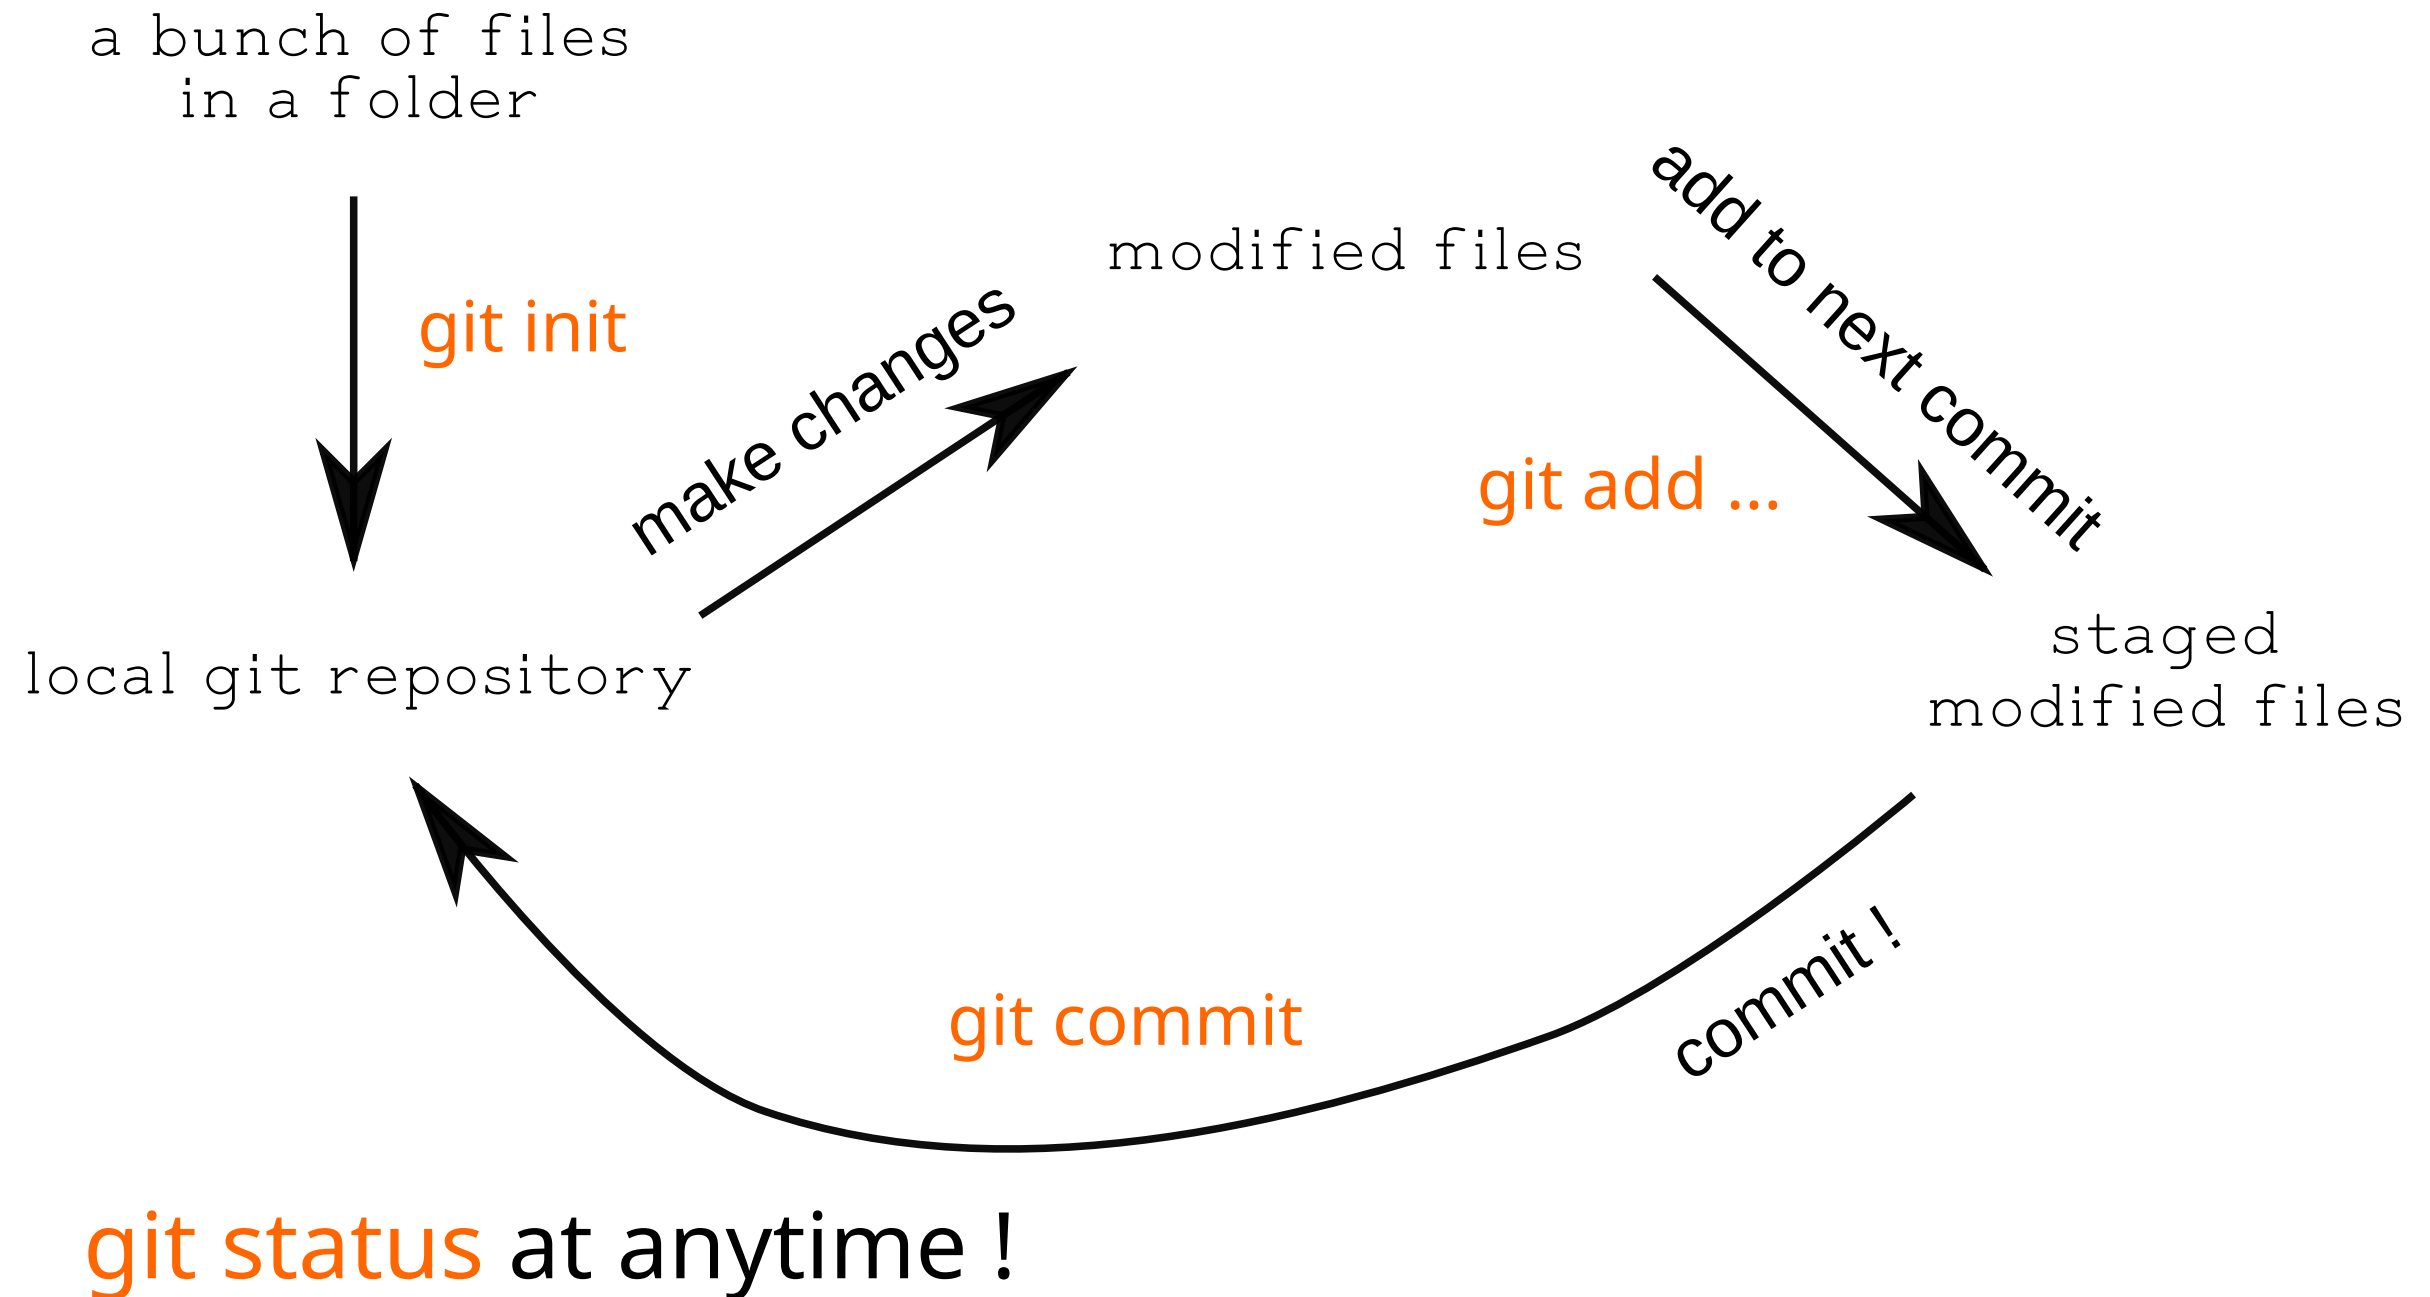 a bunch of files
in a folder
git init
make changes
modified files
add to next commit
git add ...
local git repository
staged
modified files
git commit
commit !
git status at anytime !